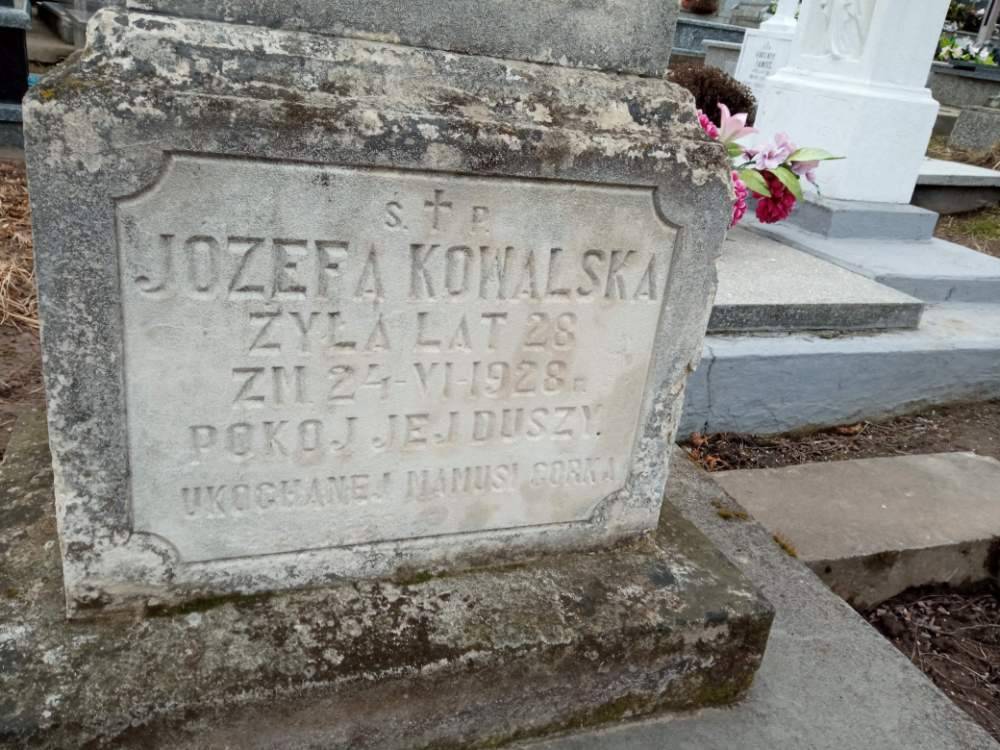 Ś. ✝ P.
JÓZEFA KOWALSKA
ŻYŁA LAT 28
ZM 24-VI-1928 R.
POKÓJ JEJ DUSZY.
UKOCHANEJ MAMUSI CÓRKA